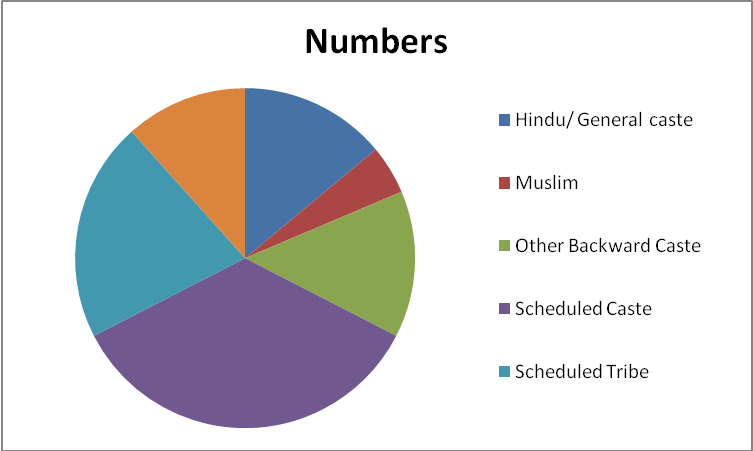 Numbers
Hindu/ General caste
Muslim
Other Backward Caste
Scheduled Caste
Scheduled Tribe